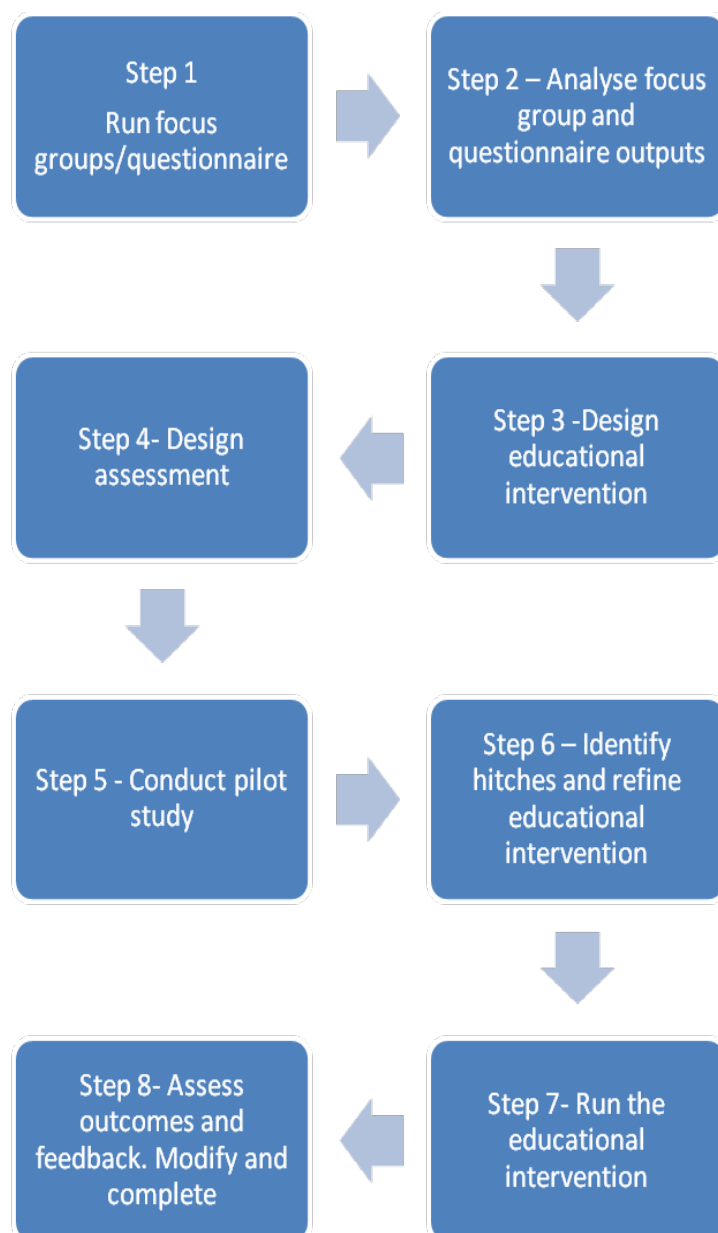 Step 1
Run focus
groups/questionnaire
Step 2 – Analyse focus
group and
questionnaire outputs
Step 3 -Design
educational
intervention
Step 4- Design
assessment
Step 5 - Conduct pilot
study
Step 6 – Identify
hitches and refine
educational
intervention
Step 7- Run the
educational
intervention
Step 8- Assess
outcomes and
feedback. Modify and
complete